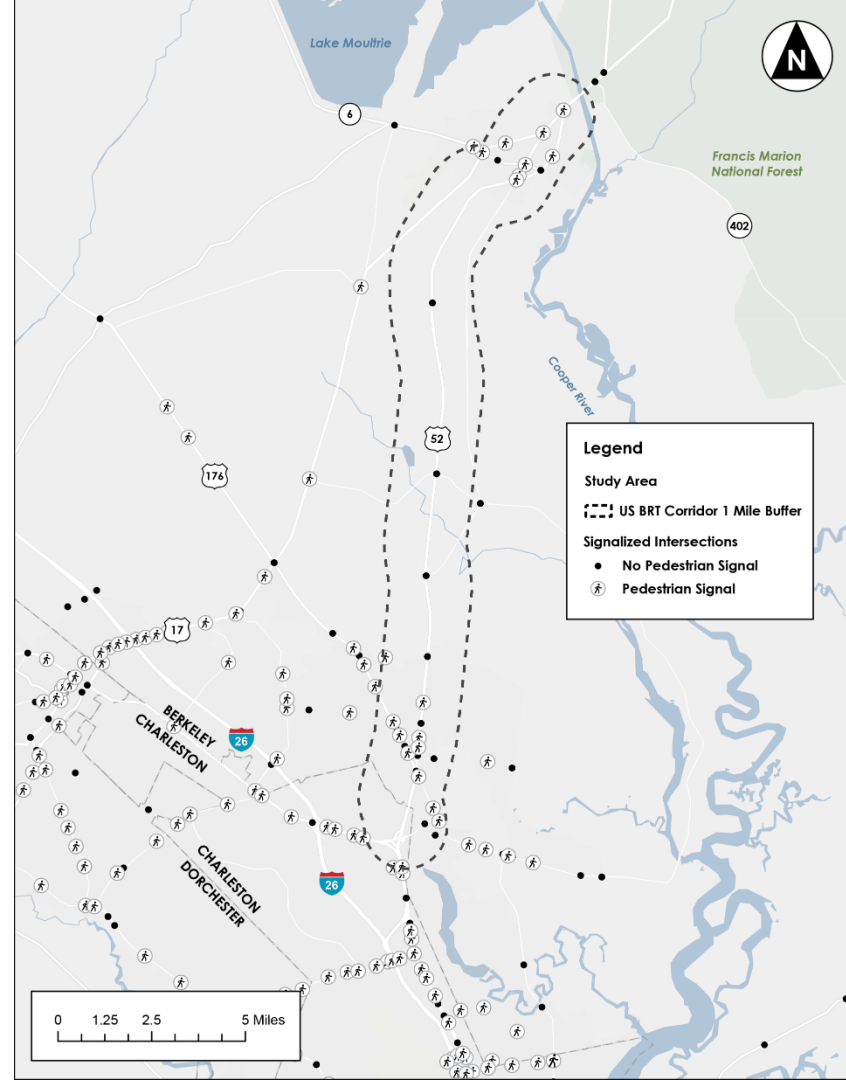 Lake Moultrie
N
6
Francis Marion
National Forest
402
Cooper River
52
176
Legend
Study Area
US BRT Corridor 1 Mile Buffer
Signalized Intersections
No Pedestrian Signal
Pedestrian Signal
17
BERKELEY
CHARLESTON
26
CHARLESTON
DORCHESTER
26
0 1.25 2.5 5 Miles